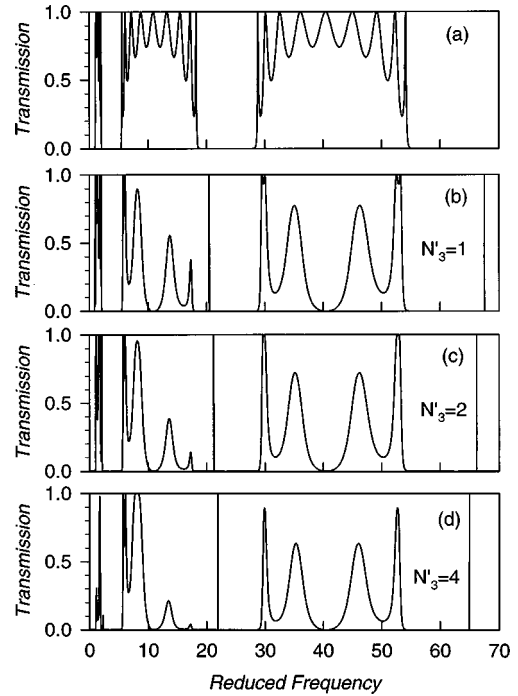 Transmission
1.0
0.5
0.0
(a)
Transmission
1.0
0.5
0.0
(b)
N'3=1
Transmission
1.0
0.5
0.0
(c)
N'3=2
Transmission
1.0
0.5
0.0
(d)
N'3=4
0 10 20 30 40 50 60 70
Reduced Frequency